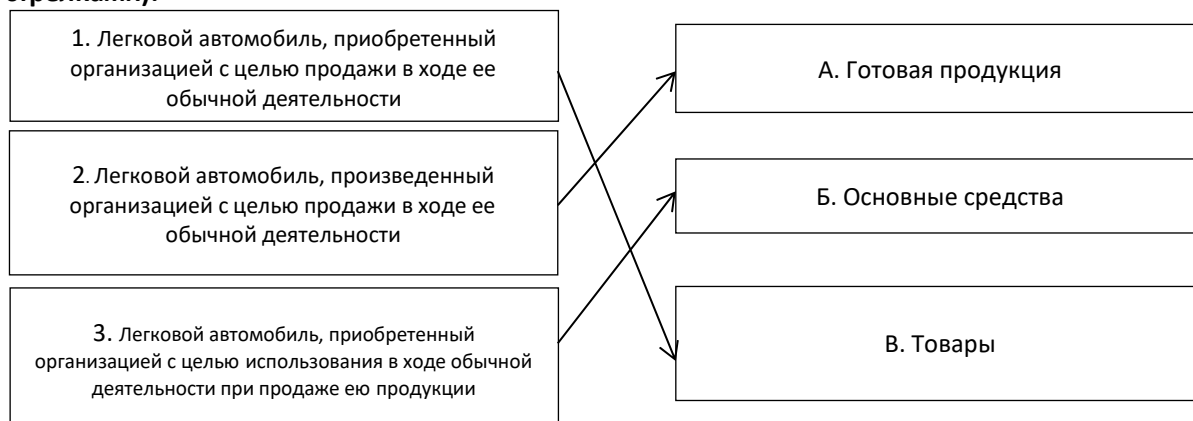 1. Легковой автомобиль, приобретенный
организацией с целью продажи в ходе ее
обычной деятельности
2. Легковой автомобиль, произведенный
организацией с целью продажи в ходе ее
обычной деятельности
3. Легковой автомобиль, приобретенный
организацией с целью использования в ходе обычной
деятельности при продаже ею продукции
А. Готовая продукция
Б. Основные средства
В. Товары